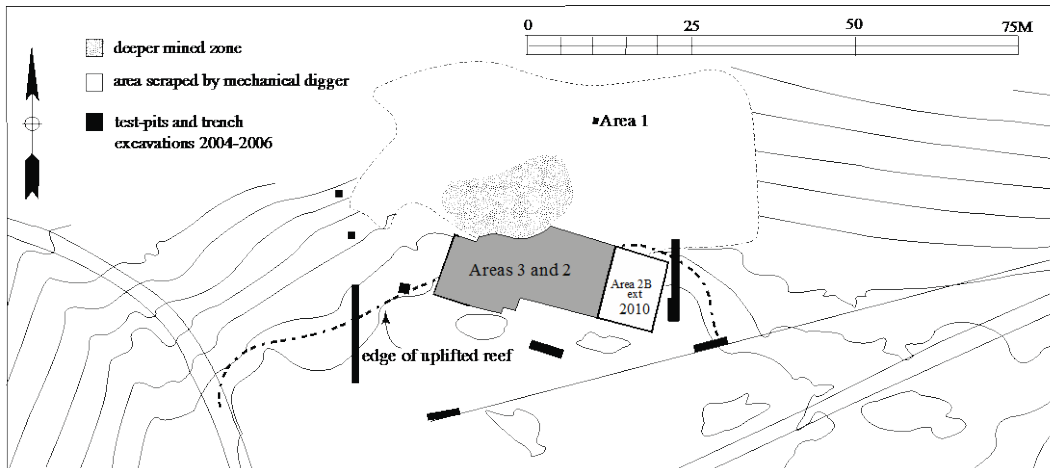 0 25 50 75M
deeper mined zone
area scraped by mechanical digger
test-pits and trench
excavations 2004-2006
Area 1
Areas 3 and 2
Area 2B
ext
2010
edge of uplifted reef